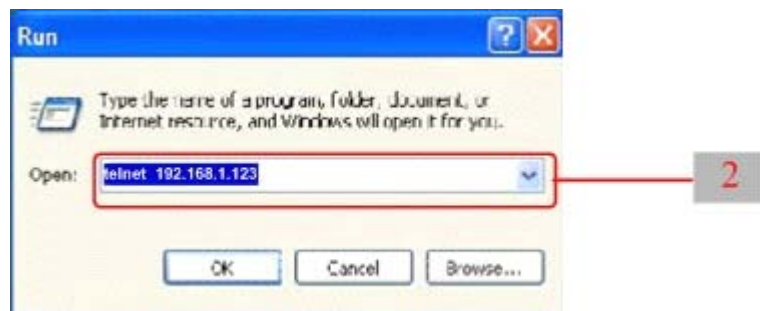 Run
Type the name of a program, folder, document, or
Internet resource, and Windows will open it for you.
Open:
telnet 192.168.1.123
2
OK
Cancel
Browse...